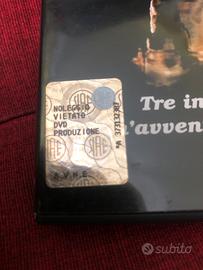 NOLEGGIO
VIETATO
DVD
PRODUZIONE
A.V.H.E.
Tre in
l'avven
subito